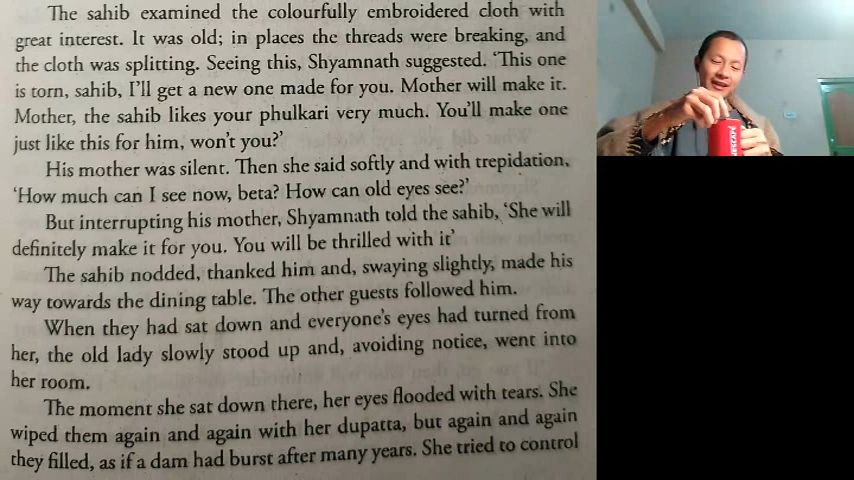 The sahib examined the colourfully embroidered cloth with
great interest. It was old; in places the threads were breaking, and
the cloth was splitting. Seeing this, Shyamnath suggested. 'This one
is torn, sahib, I'll get a new one made for you. Mother will make it.
Mother, the sahib likes your phulkari very much. You'll make one
just like this for him, won't you?'
His mother was silent. Then she said softly and with trepidation,
'How much can I see now, beta? How can old eyes see?'
But interrupting his mother, Shyamnath told the sahib, 'She will
definitely make it for you. You will be thrilled with it'
The sahib nodded, thanked him and, swaying slightly, made his
way towards the dining table. The other guests followed him.
When they had sat down and everyone's eyes had turned from
her, the old lady slowly stood up and, avoiding notice, went into
her room.
The moment she sat down there, her eyes flooded with tears. She
wiped them again and again with her dupatta, but again and again
they filled, as if a dam had burst after many years. She tried to control